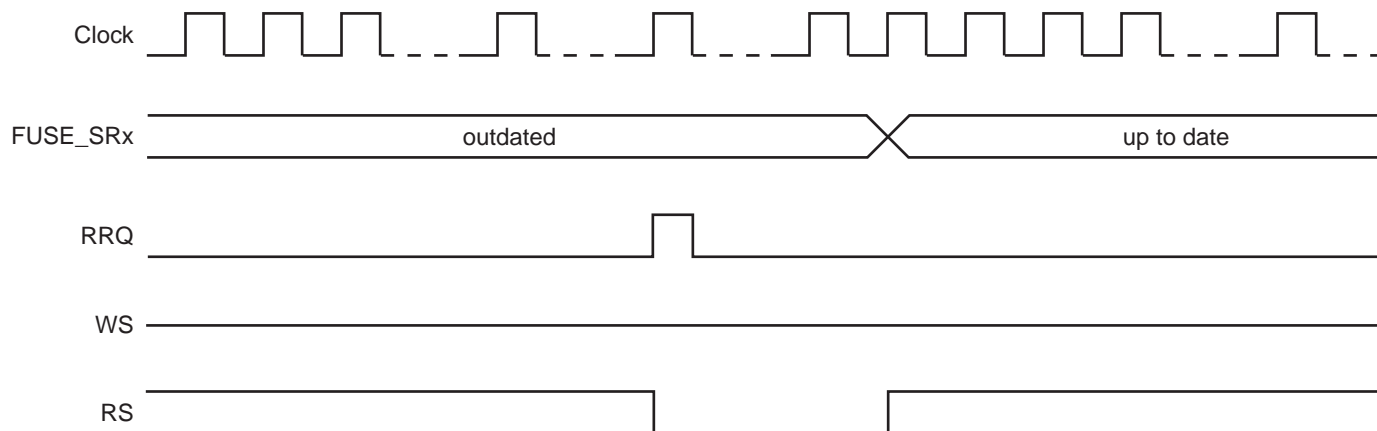 Clock
FUSE_SRx
outdated
up to date
RRQ
WS
RS